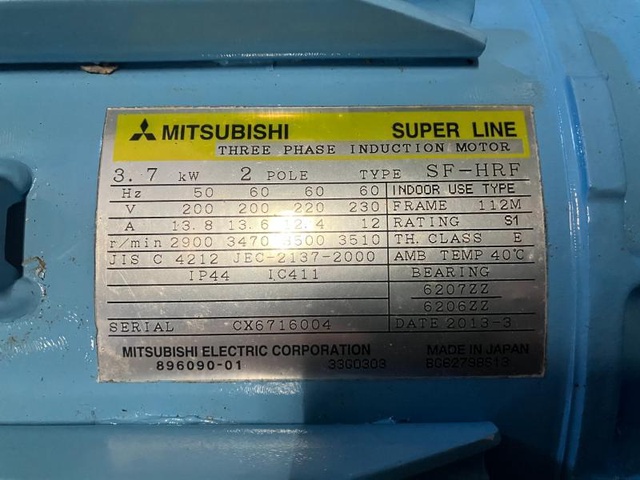 MITSUBISHI SUPER LINE
THREE PHASE INDUCTION MOTOR
3.7 kW 2 POLE TYPE SF-HRF
Hz 50 60 60 60 INDOOR USE TYPE
V 200 200 220 230 FRAME 112M
A 13.8 13.6 12.4 12 RATING S1
r/min 2900 3470 3500 3510 TH. CLASS E
JIS C 4212 JEC-2137-2000 AMB TEMP 40℃
IP44 IC411 BEARING
6207ZZ
6206ZZ
SERIAL CX6716004 DATE 2013-3
MITSUBISHI ELECTRIC CORPORATION MADE IN JAPAN
896090-01 3360303